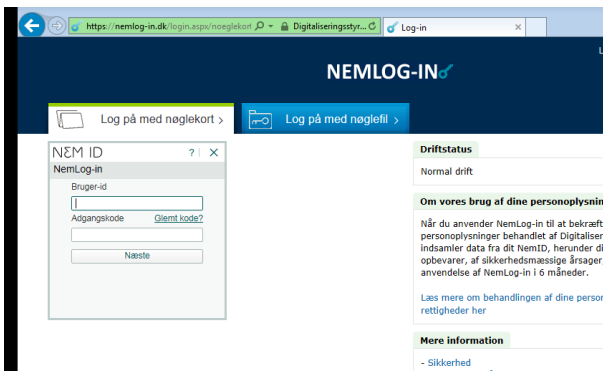 https://nemlog-in.dk/login.aspx/noeglekort
Digitaliseringsstyr...
Log-in
L
NEMLOG-IN
Log på med nøglekort >
Log på med nøglefil >
NEM ID
? | X
NemLog-in
Bruger-id
Adgangskode Glemt kode?
Næste
Driftstatus
Normal drift
Om vores brug af dine personoplysnin
Når du anvender NemLog-in til at bekræft
personoplysninger behandlet af Digitaliser
indsamler data fra dit NemID, herunder di
opbevarer, af sikkerhedsmæssige årsager,
anvendelse af NemLog-in i 6 måneder.
Læs mere om behandlingen af dine person
rettigheder her
Mere information
- Sikkerhed